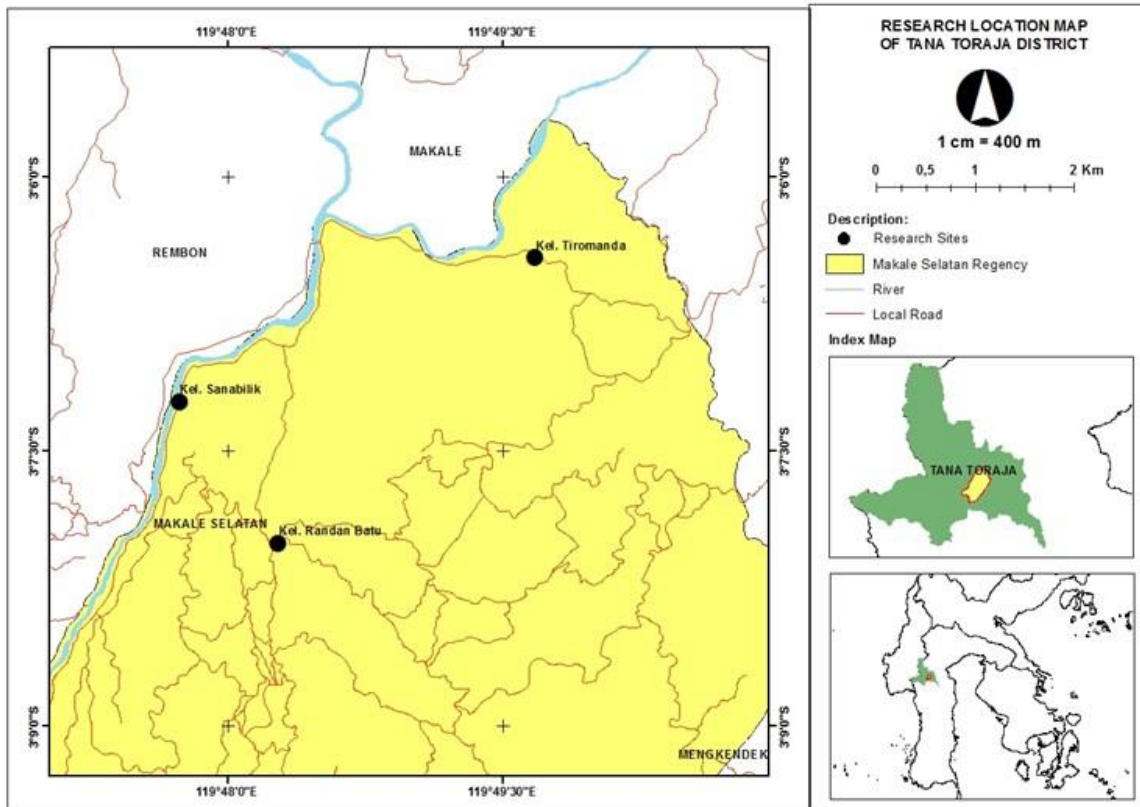 119°48'0"E
119°49'30"E
3°6'0"S
3°6'0"S
MAKALE
REMBON
Kel. Tiromanda
Kel. Sanabilik
3°7'30"S
3°7'30"S
MAKALE SELATAN
Kel. Randan Batu
3°9'0"S
3°9'0"S
MENGKENDEK
119°48'0"E
119°49'30"E
RESEARCH LOCATION MAP
OF TANA TORAJA DISTRICT
1 cm = 400 m
0 0,5 1 2 Km
Description:
Research Sites
Makale Selatan Regency
River
Local Road
Index Map
TANA TORAJA